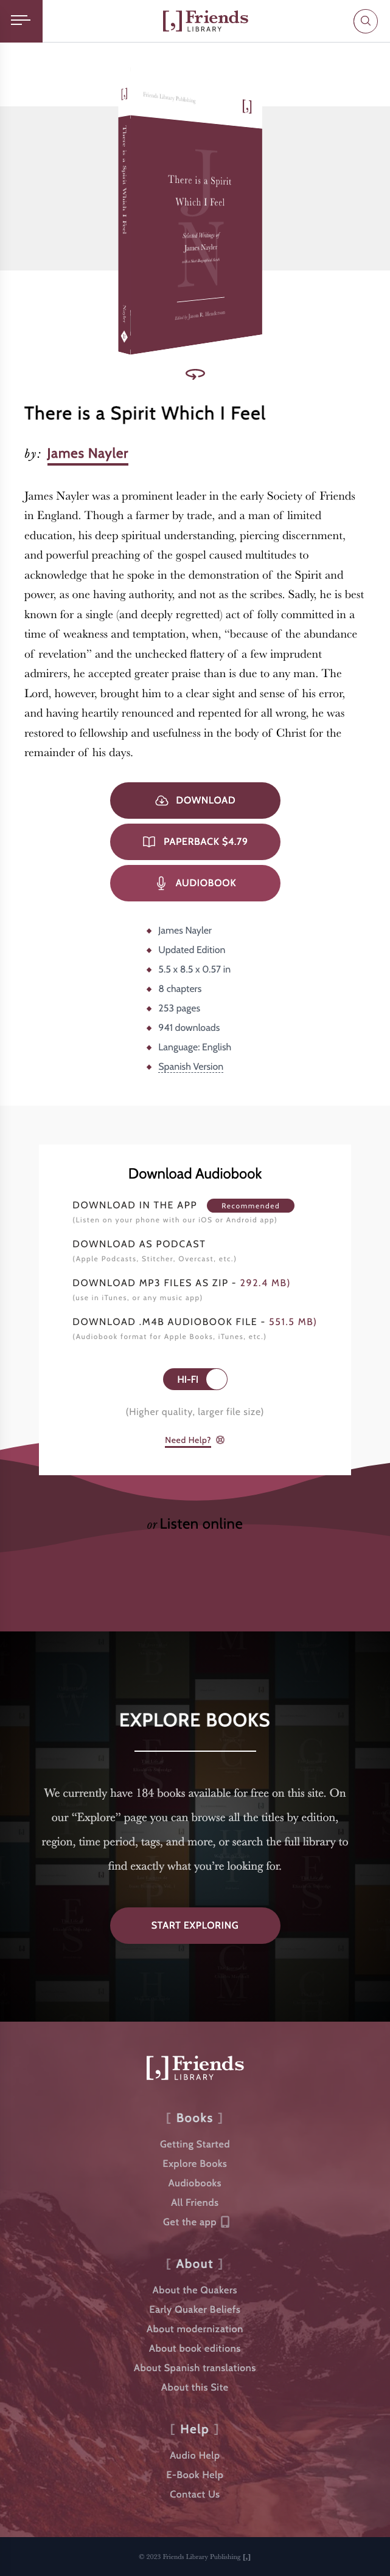 [,] Friends
LIBRARY
[,]
Friends Library Publishing
[,]
There is a Spirit Which I Feel
Nayler
JN
There is a Spirit
Which I Feel
Selected Writings of
James Nayler
Edited by Jason R. Henderson
There is a Spirit Which I Feel
by: James Nayler
James Nayler was a prominent leader in the early Society of Friends
in England. Though a farmer by trade, and a man of limited
education, his deep spiritual understanding, piercing discernment,
and powerful preaching of the gospel caused multitudes to
acknowledge that he spoke in the demonstration of the Spirit and
power, as one having authority, and not as the scribes. Sadly, he is best
known for a single (and deeply regretted) act of folly committed in a
time of weakness and temptation, when, “because of the abundance
of revelation” and the unchecked flattery of a few imprudent
admirers, he accepted greater praise than is due to any man. The
Lord, however, brought him to a clear sight and sense of his error,
and having heartily renounced and repented for all wrong, he was
restored to fellowship and usefulness in the body of Christ for the
remainder of his days.
DOWNLOAD
PAPERBACK $4.79
AUDIOBOOK
James Nayler
Updated Edition
5.5 x 8.5 x 0.57 in
8 chapters
253 pages
941 downloads
Language: English
Spanish Version
Download Audiobook
DOWNLOAD IN THE APP Recommended
(Listen on your phone with our iOS or Android app)
DOWNLOAD AS PODCAST
(Apple Podcasts, Stitcher, Overcast, etc.)
DOWNLOAD MP3 FILES AS ZIP - 292.4 MB)
(use in iTunes, or any music app)
DOWNLOAD .M4B AUDIOBOOK FILE - 551.5 MB)
(Audiobook format for Apple Books, iTunes, etc.)
HI-FI
(Higher quality, larger file size)
Need Help?
or Listen online
EXPLORE BOOKS
We currently have 184 books available for free on this site. On
our “Explore” page you can browse all the titles by edition,
region, time period, tags, and more, or search the full library to
find exactly what you’re looking for.
START EXPLORING
[,] Friends
LIBRARY
[ Books ]
Getting Started
Explore Books
Audiobooks
All Friends
Get the app
[ About ]
About the Quakers
Early Quaker Beliefs
About modernization
About book editions
About Spanish translations
About this Site
[ Help ]
Audio Help
E-Book Help
Contact Us
© 2023 Friends Library Publishing [,]